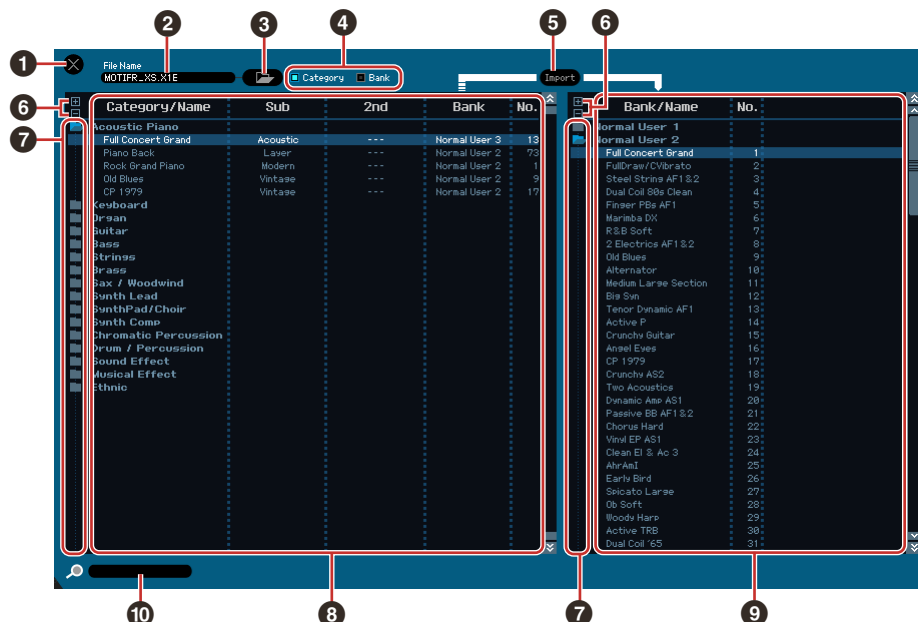 1 2 3 4 5 6
File Name
MOTIFR_XS.X1E
Category Bank
Import
6
7
Category/Name Sub 2nd Bank No.
Acoustic Piano
Full Concert Grand Acoustic --- Normal User 3 13
Piano Back Layer --- Normal User 2 73
Rock Grand Piano Modern --- Normal User 2 1
Old Blues Vintage --- Normal User 2 9
CP 1979 Vintage --- Normal User 2 17
Keyboard
Organ
Guitar
Bass
Strings
Brass
Sax / Woodwind
Synth Lead
SynthPad/Choir
Synth Comp
Chromatic Percussion
Drum / Percussion
Sound Effect
Musical Effect
Ethnic
Bank/Name No.
Normal User 1
Normal User 2
Full Concert Grand 1
FullDraw/CVibrato 2
Steel String AF1&2 3
Dual Coil 80s Clean 4
Finger PBs AF1 5
Marimba DX 6
R&B Soft 7
2 Electrics AF1&2 8
Old Blues 9
Alternator 10
Medium Large Section 11
Big Syn 12
Tenor Dynamic AF1 13
Active P 14
Crunchy Guitar 15
Angel Eyes 16
CP 1979 17
Crunchy AS2 18
Two Acoustics 19
Dynamic Amp AS1 20
Passive BB AF1&2 21
Chorus Hard 22
Vinyl EP AS1 23
Clean El & Ac 3 24
AhrAmI 25
Early Bird 26
Spicato Large 27
Ob Soft 28
Woody Harp 29
Active TRB 30
Dual Coil '65 31
10 8 7 9